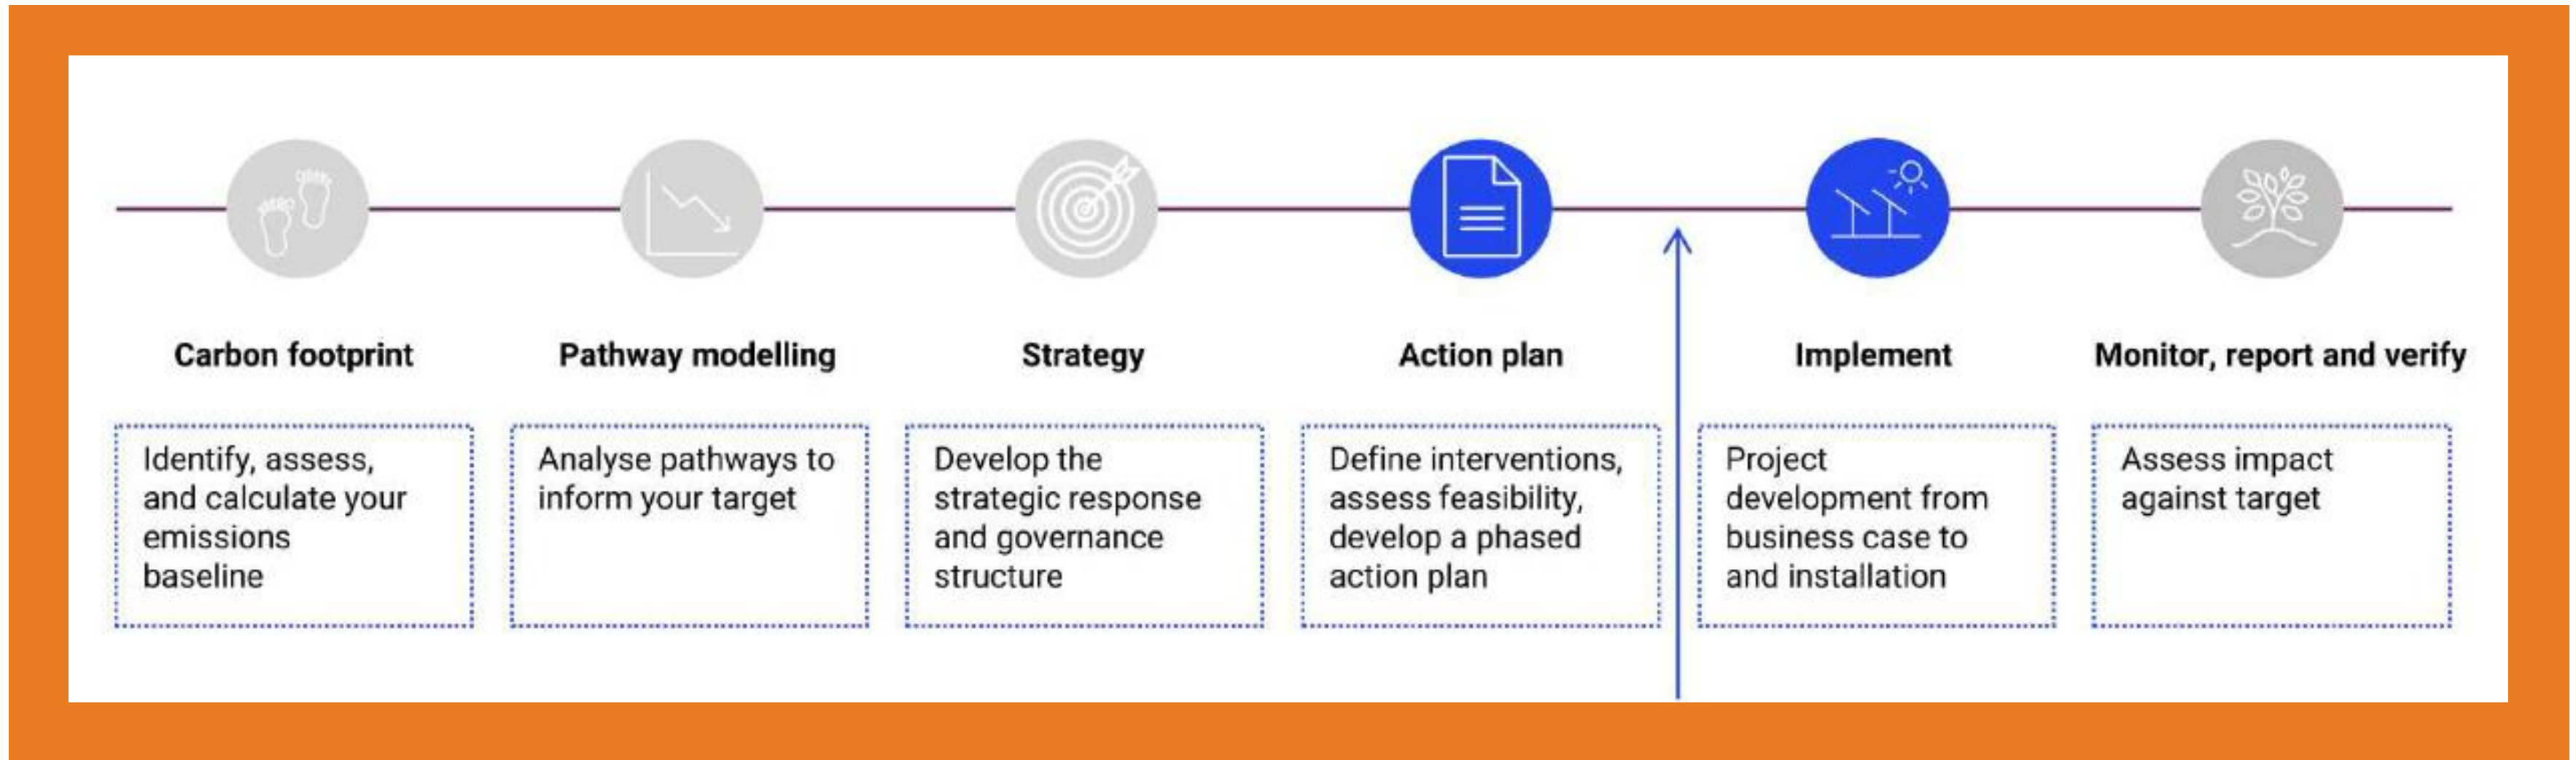 Carbon footprint
Identify, assess,
and calculate your
emissions
baseline
Pathway modelling
Analyse pathways to
inform your target
Strategy
Develop the
strategic response
and governance
structure
Action plan
Define interventions,
assess feasibility,
develop a phased
action plan
Implement
Project
development from
business case to
and installation
Monitor, report and verify
Assess impact
against target